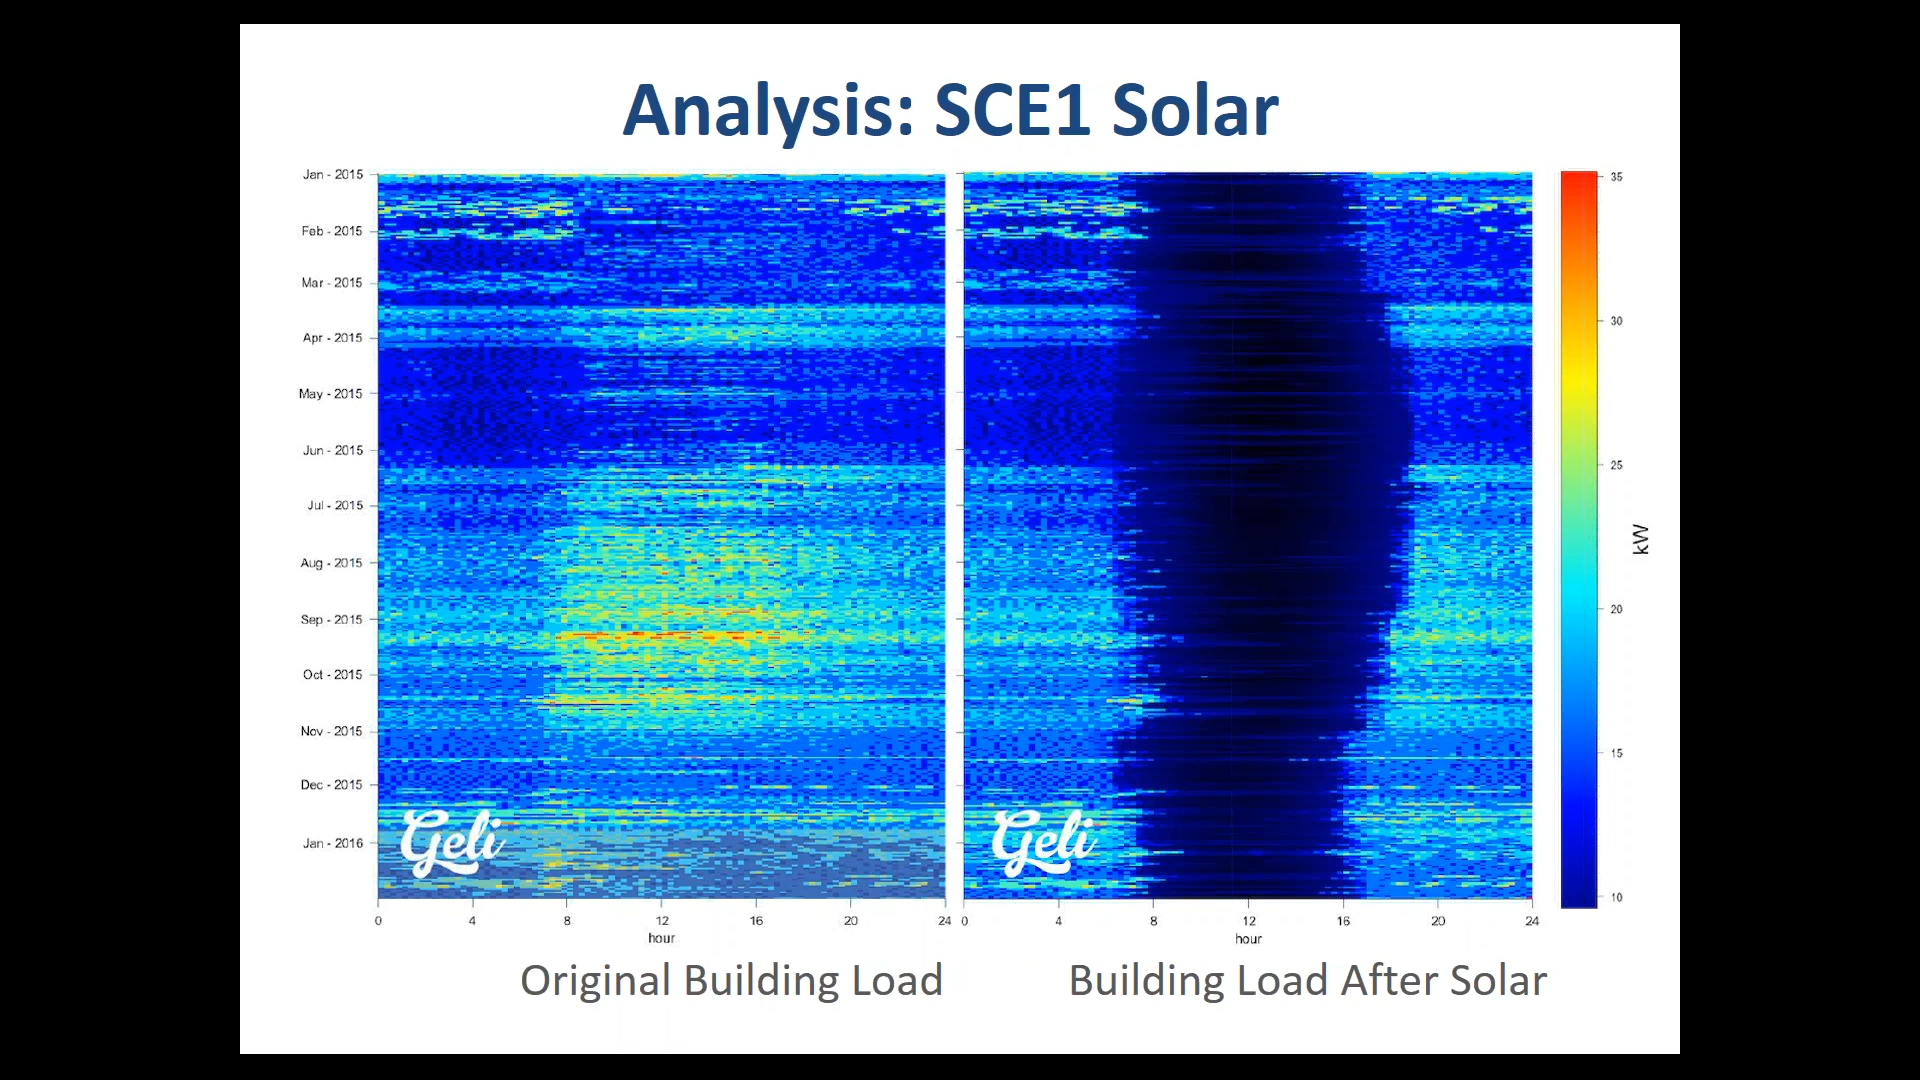 Analysis: SCE1 Solar
Jan - 2015
Feb - 2015
Mar - 2015
Apr - 2015
May - 2015
Jun - 2015
Jul - 2015
Aug - 2015
Sep - 2015
Oct - 2015
Nov - 2015
Dec - 2015
Jan - 2016
Geli
Geli
0 4 8 12 16 20 24
hour
0 4 8 12 16 20 24
hour
35
30
25
20
15
10
kW
Original Building Load
Building Load After Solar